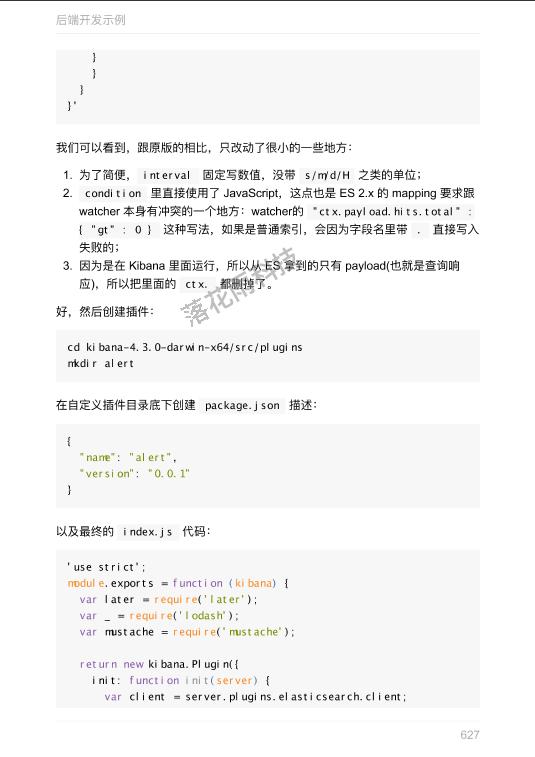 后端开发示例
}
}
}
}'
我们可以看到，跟原版的相比，只改动了很小的一些地方：
1. 为了简便，interval 固定写数值，没带 s/m/d/H 之类的单位；
2. condition 里直接使用了 JavaScript，这点也是 ES 2.x 的 mapping 要求跟
watcher 本身有冲突的一个地方：watcher的 "ctx.payload.hits.total" :
{ "gt" : 0 } 这种写法，如果是普通索引，会因为字段名里带 . 直接写入
失败的；
3. 因为是在 Kibana 里面运行，所以从 ES 拿到的只有 payload(也就是查询响
应)，所以把里面的 ctx. 都删掉了。
落花雨科技
好，然后创建插件：
cd kibana-4.3.0-darwin-x64/src/plugins
mkdir alert
在自定义插件目录底下创建 package.json 描述：
{
"name": "alert",
"version": "0.0.1"
}
以及最终的 index.js 代码：
'use strict';
module.exports = function (kibana) {
var later = require('later');
var _ = require('lodash');
var mustache = require('mustache');
return new kibana.Plugin({
init: function init(server) {
var client = server.plugins.elasticsearch.client;
627